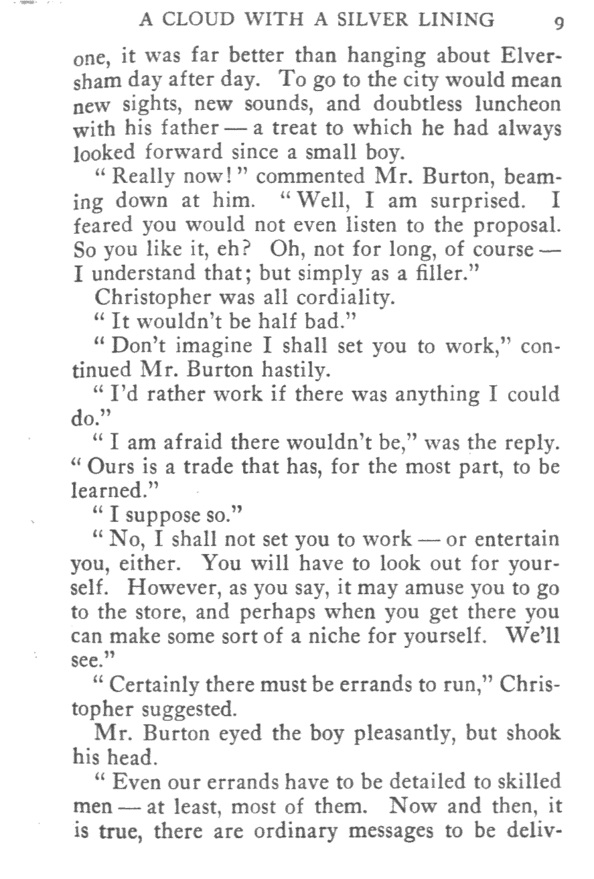 A CLOUD WITH A SILVER LINING 9
one, it was far better than hanging about Elver-
sham day after day. To go to the city would mean
new sights, new sounds, and doubtless luncheon
with his father — a treat to which he had always
looked forward since a small boy.
“ Really now! ” commented Mr. Burton, beam-
ing down at him. “ Well, I am surprised. I
feared you would not even listen to the proposal.
So you like it, eh? Oh, not for long, of course —
I understand that; but simply as a filler.”
Christopher was all cordiality.
“ It wouldn’t be half bad.”
“ Don’t imagine I shall set you to work,” con-
tinued Mr. Burton hastily.
“ I’d rather work if there was anything I could
do.”
“ I am afraid there wouldn’t be,” was the reply.
“ Ours is a trade that has, for the most part, to be
learned.”
“ I suppose so.”
“ No, I shall not set you to work — or entertain
you, either. You will have to look out for your-
self. However, as you say, it may amuse you to go
to the store, and perhaps when you get there you
can make some sort of a niche for yourself. We’ll
see.”
“ Certainly there must be errands to run,” Chris-
topher suggested.
Mr. Burton eyed the boy pleasantly, but shook
his head.
“ Even our errands have to be detailed to skilled
men — at least, most of them. Now and then, it
is true, there are ordinary messages to be deliv-